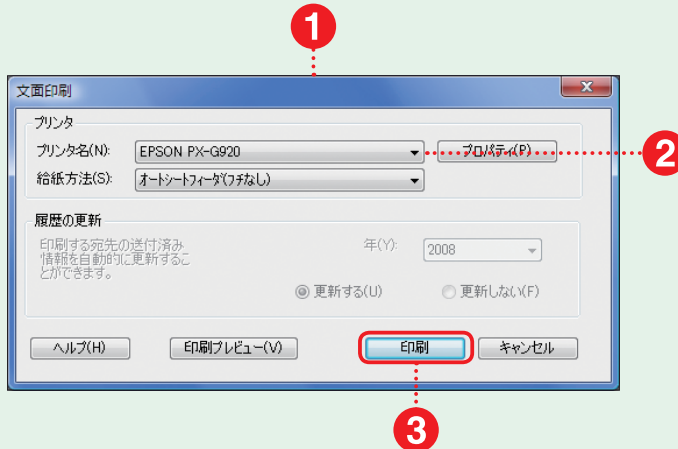 1
文面印刷
プリンタ
プリンタ名(N):
EPSON PX-G920
プロパティ(P)
2
給紙方法(S):
オートシートフィーダ(フチなし)
履歴の更新
印刷する宛先の送付済み
情報を自動的に更新するこ
とができます。
年(Y):
2008
更新する(U)
更新しない(F)
ヘルプ(H)
印刷プレビュー(V)
印刷
キャンセル
3